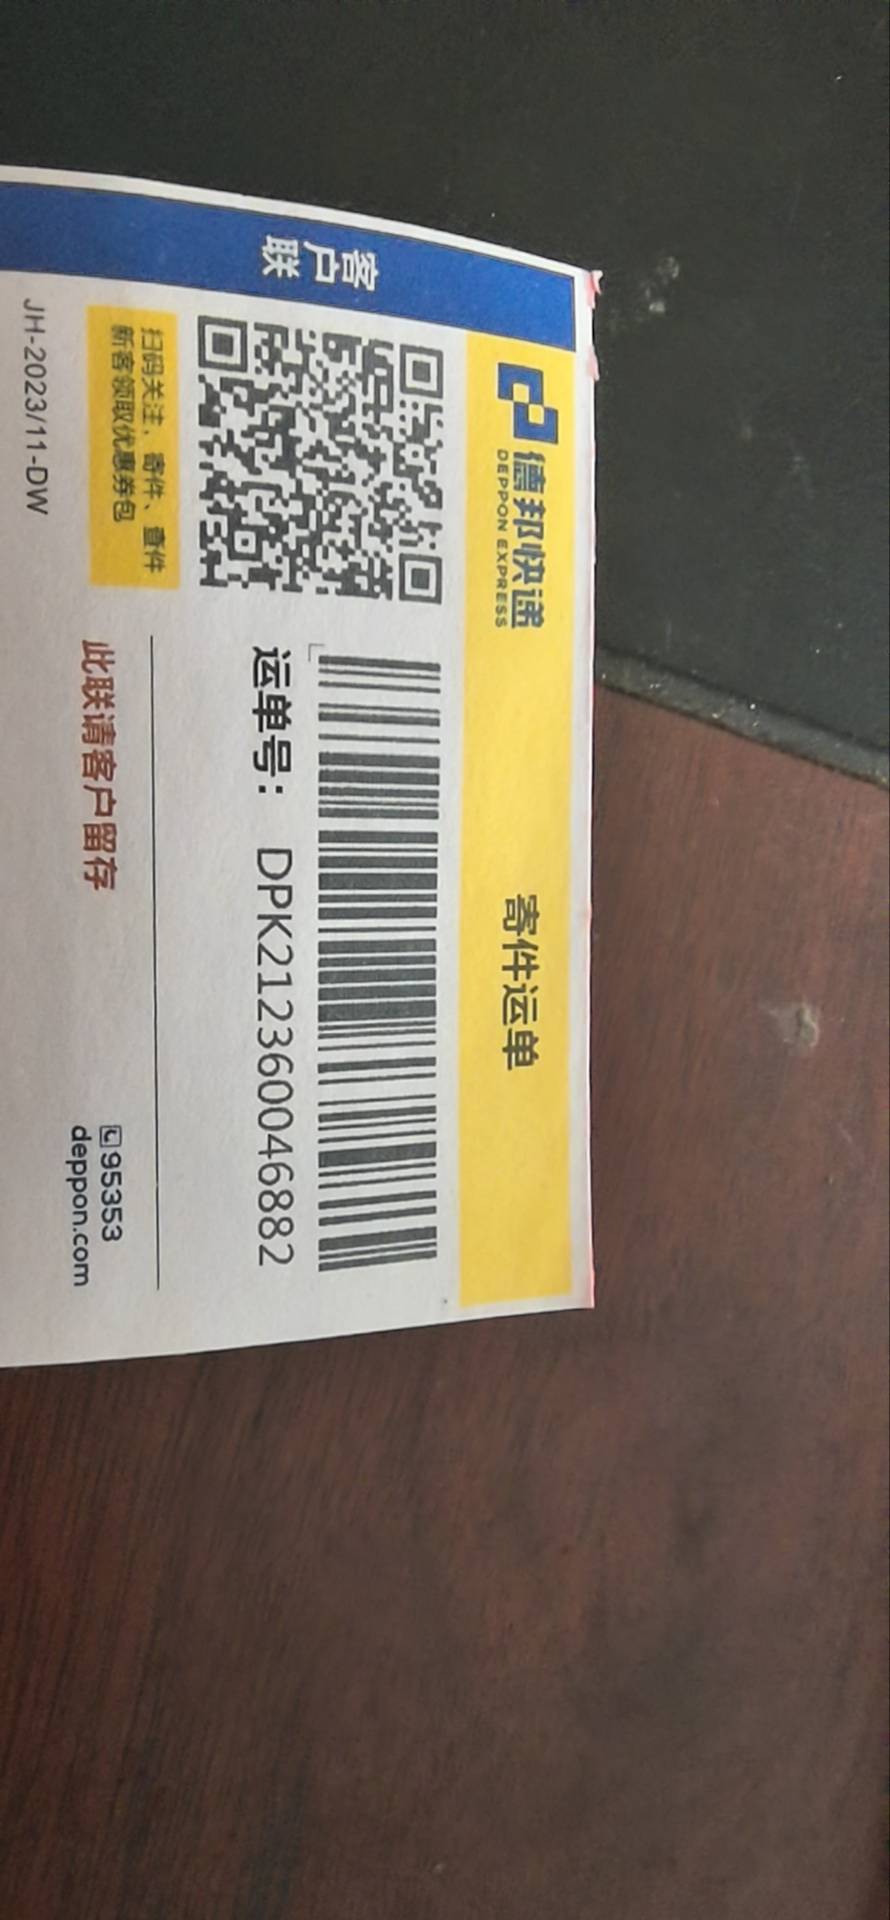 德邦快递
DEPPON EXPRESS
寄件运单
客户联
运单号： DPK212360046882
扫码关注、寄件、查件
新客领取优惠券包
此联请客户留存
95353
deppon.com
JH-2023/11-DW